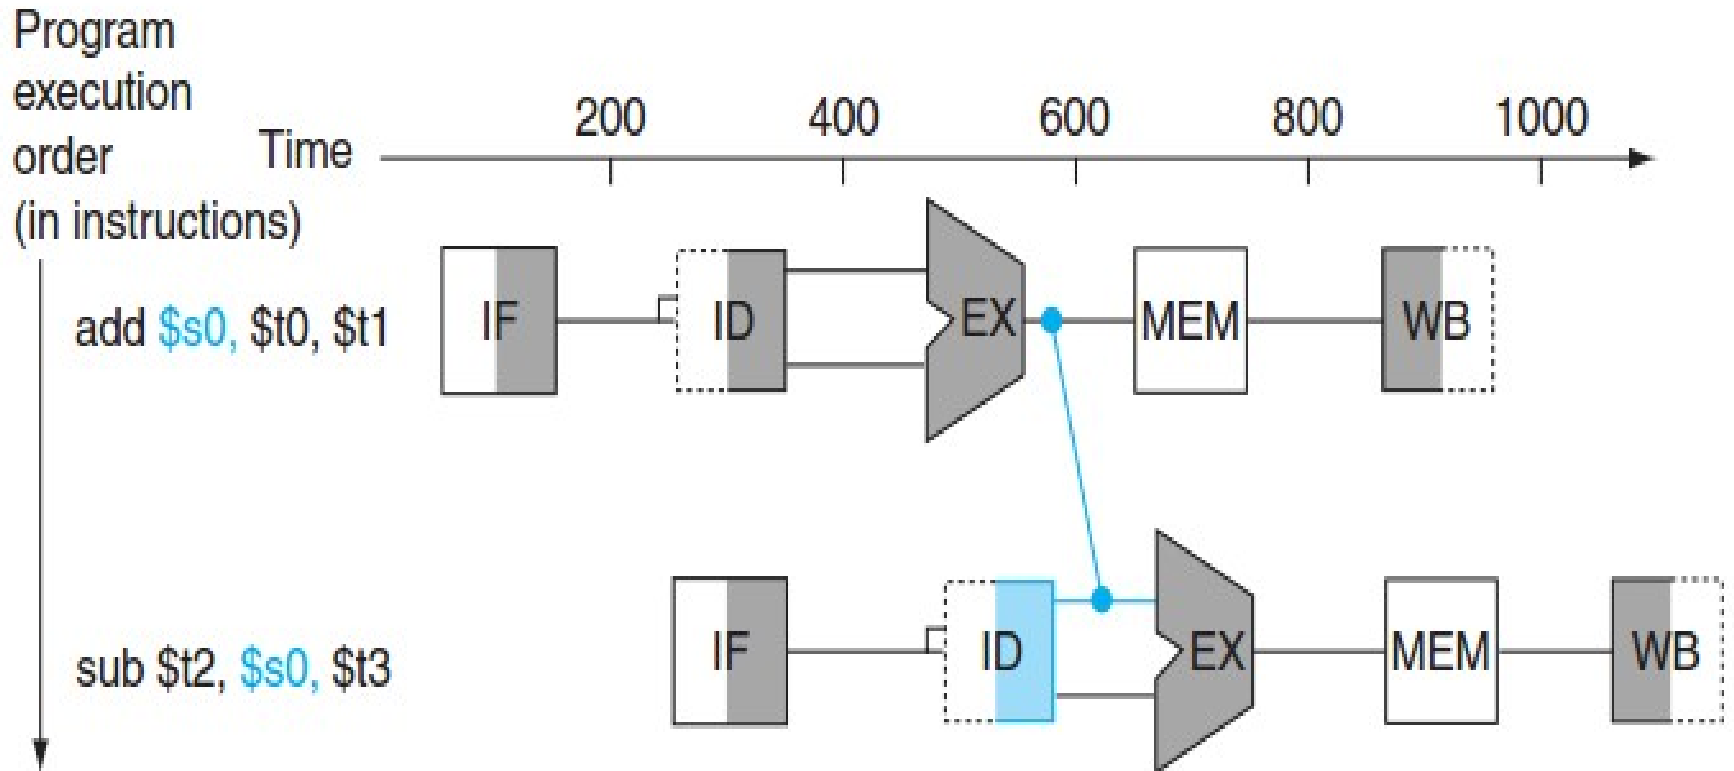 Program
execution
order
(in instructions)
Time
200 400 600 800 1000
add $s0, $t0, $t1
IF ID EX MEM WB
sub $t2, $s0, $t3
IF ID EX MEM WB